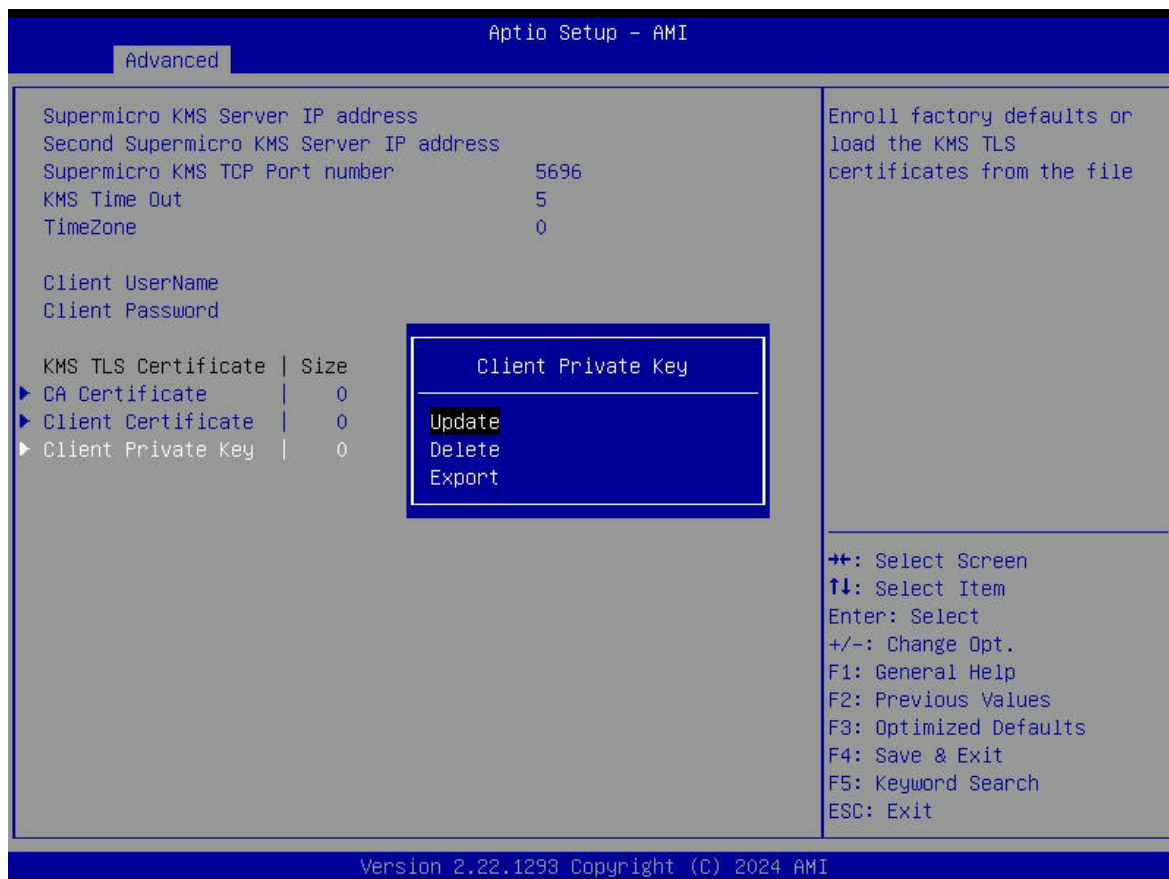 Aptio Setup – AMI
Advanced
Supermicro KMS Server IP address
Second Supermicro KMS Server IP address
Supermicro KMS TCP Port number 5696
KMS Time Out 5
TimeZone 0
Client UserName
Client Password
KMS TLS Certificate | Size
CA Certificate | 0
Client Certificate | 0
Client Private Key | 0
Client Private Key
Update
Delete
Export
Enroll factory defaults or
load the KMS TLS
certificates from the file
→←: Select Screen
↑↓: Select Item
Enter: Select
+/-: Change Opt.
F1: General Help
F2: Previous Values
F3: Optimized Defaults
F4: Save & Exit
F5: Keyword Search
ESC: Exit
Version 2.22.1293 Copyright (C) 2024 AMI